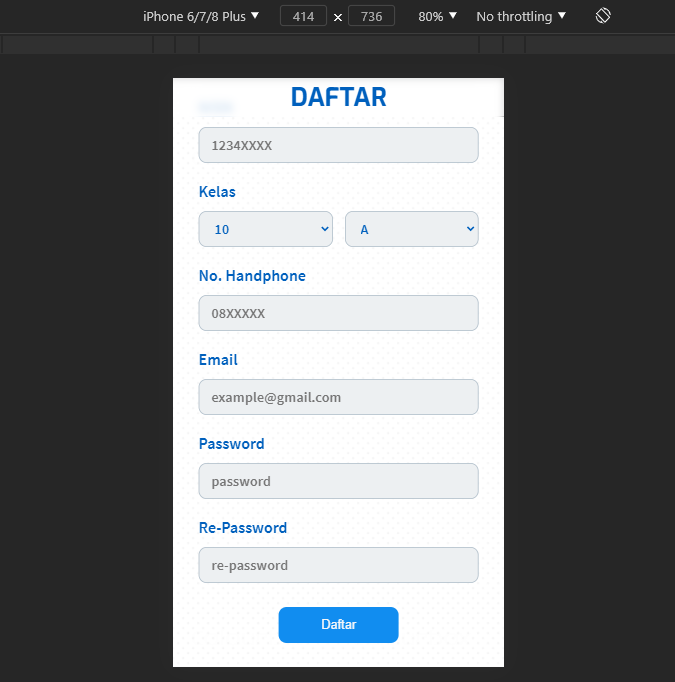 iPhone 6/7/8 Plus ▼ 414 × 736 80% ▼ No throttling ▼
DAFTAR
1234XXXX
Kelas
10 A
No. Handphone
08XXXXX
Email
example@gmail.com
Password
password
Re-Password
re-password
Daftar